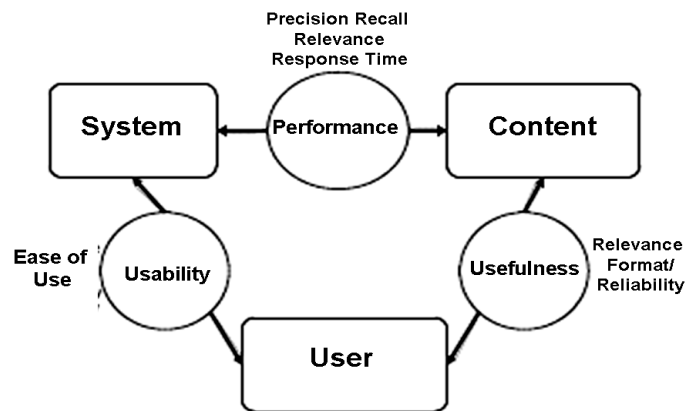 Precision Recall
Relevance
Response Time
System
Performance
Content
Ease of
Use
Usability
Usefulness
Relevance
Format/
Reliability
User